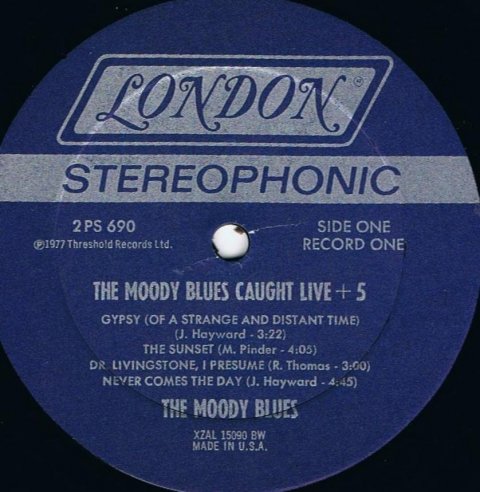 LONDON
®
STEREOPHONIC
2 PS 690
SIDE ONE
℗1977 Threshold Records Ltd.
RECORD ONE
THE MOODY BLUES CAUGHT LIVE + 5
GYPSY (OF A STRANGE AND DISTANT TIME)
(J. Hayward - 3:22)
THE SUNSET (M. Pinder - 4:05)
DR. LIVINGSTONE, I PRESUME (R. Thomas - 3:00)
NEVER COMES THE DAY (J. Hayward - 4:45)
THE MOODY BLUES
XZAL 15090 BW
MADE IN U.S.A.